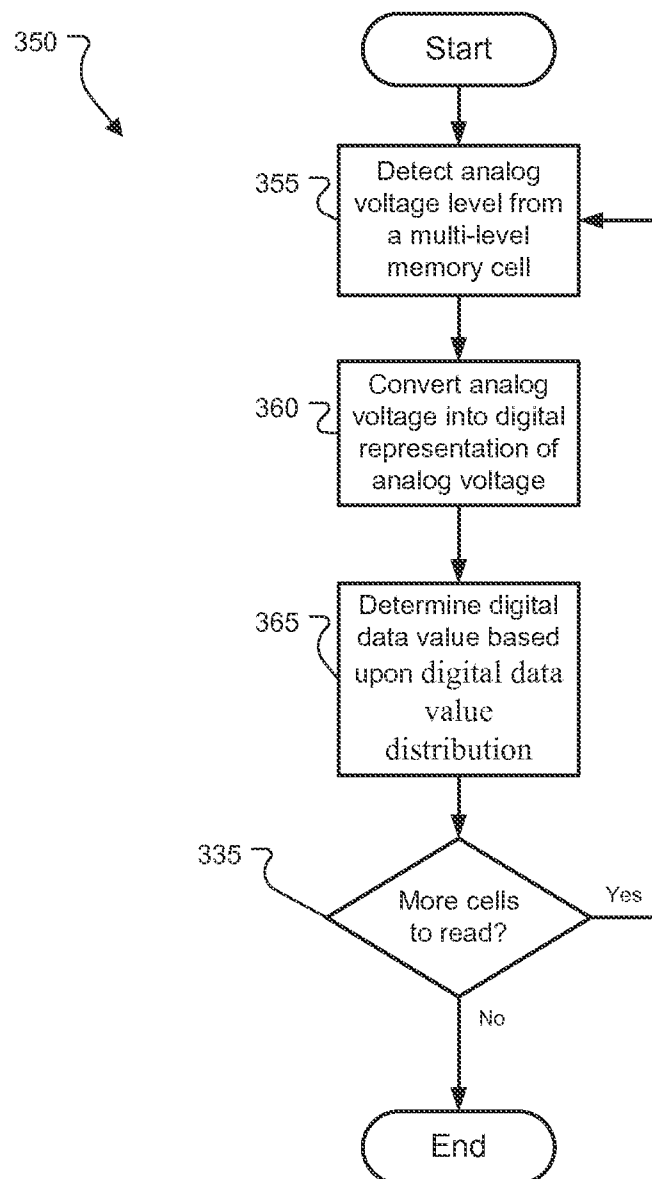 350
Start
355
Detect analog
voltage level from
a multi-level
memory cell
360
Convert analog
voltage into digital
representation of
analog voltage
365
Determine digital
data value based
upon digital data
value
distribution
335
More cells
to read?
Yes
No
End